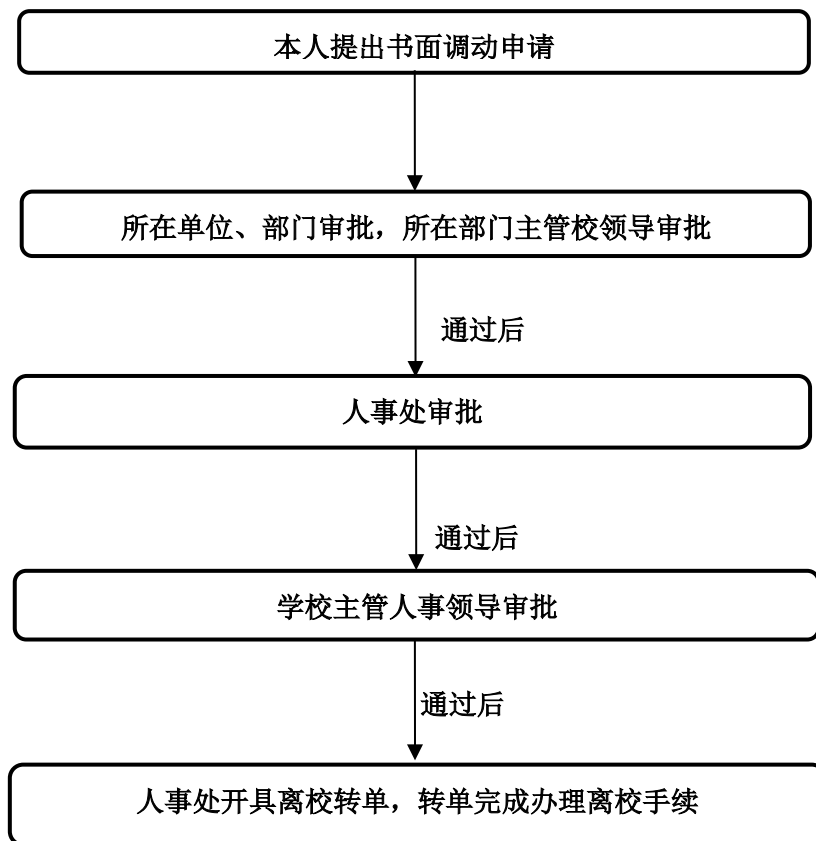 本人提出书面调动申请
所在单位、部门审批，所在部门主管校领导审批
通过后
人事处审批
通过后
学校主管人事领导审批
通过后
人事处开具离校转单，转单完成办理离校手续